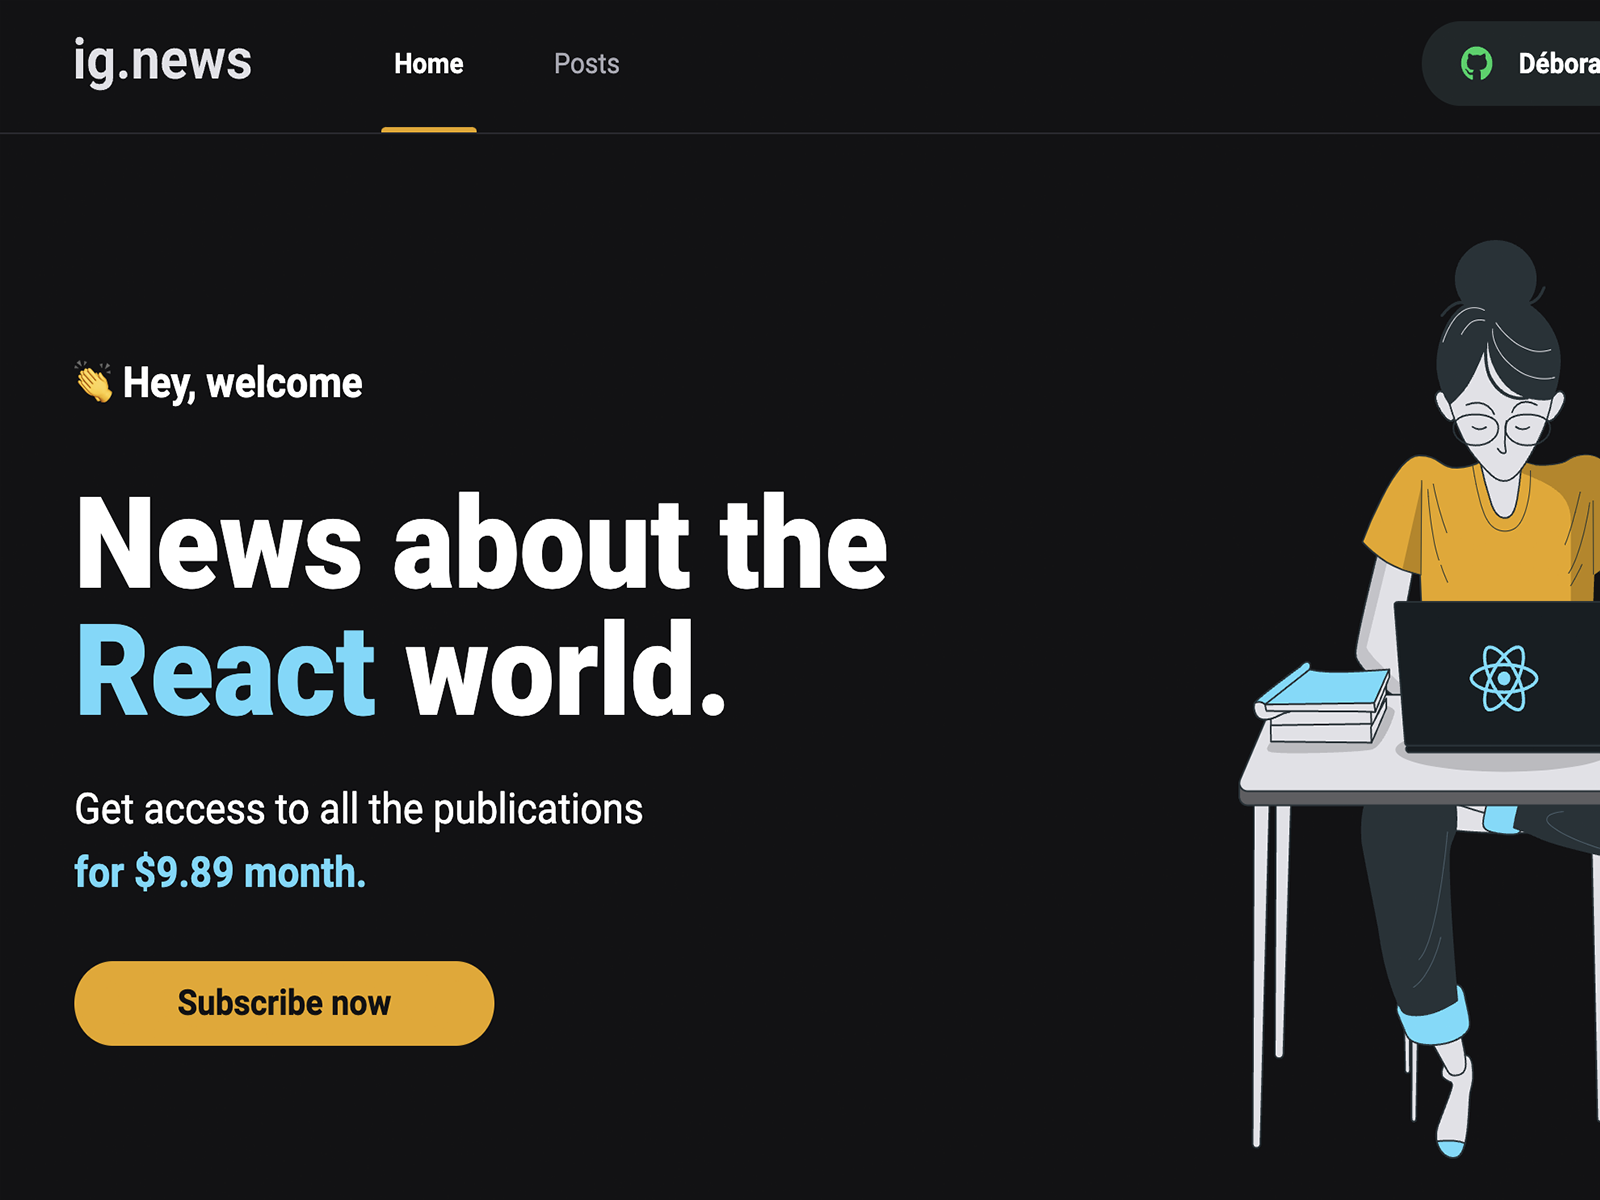 ig.news
Home
Posts
Débora
👏 Hey, welcome
News about the
React world.
Get access to all the publications
for $9.89 month.
Subscribe now